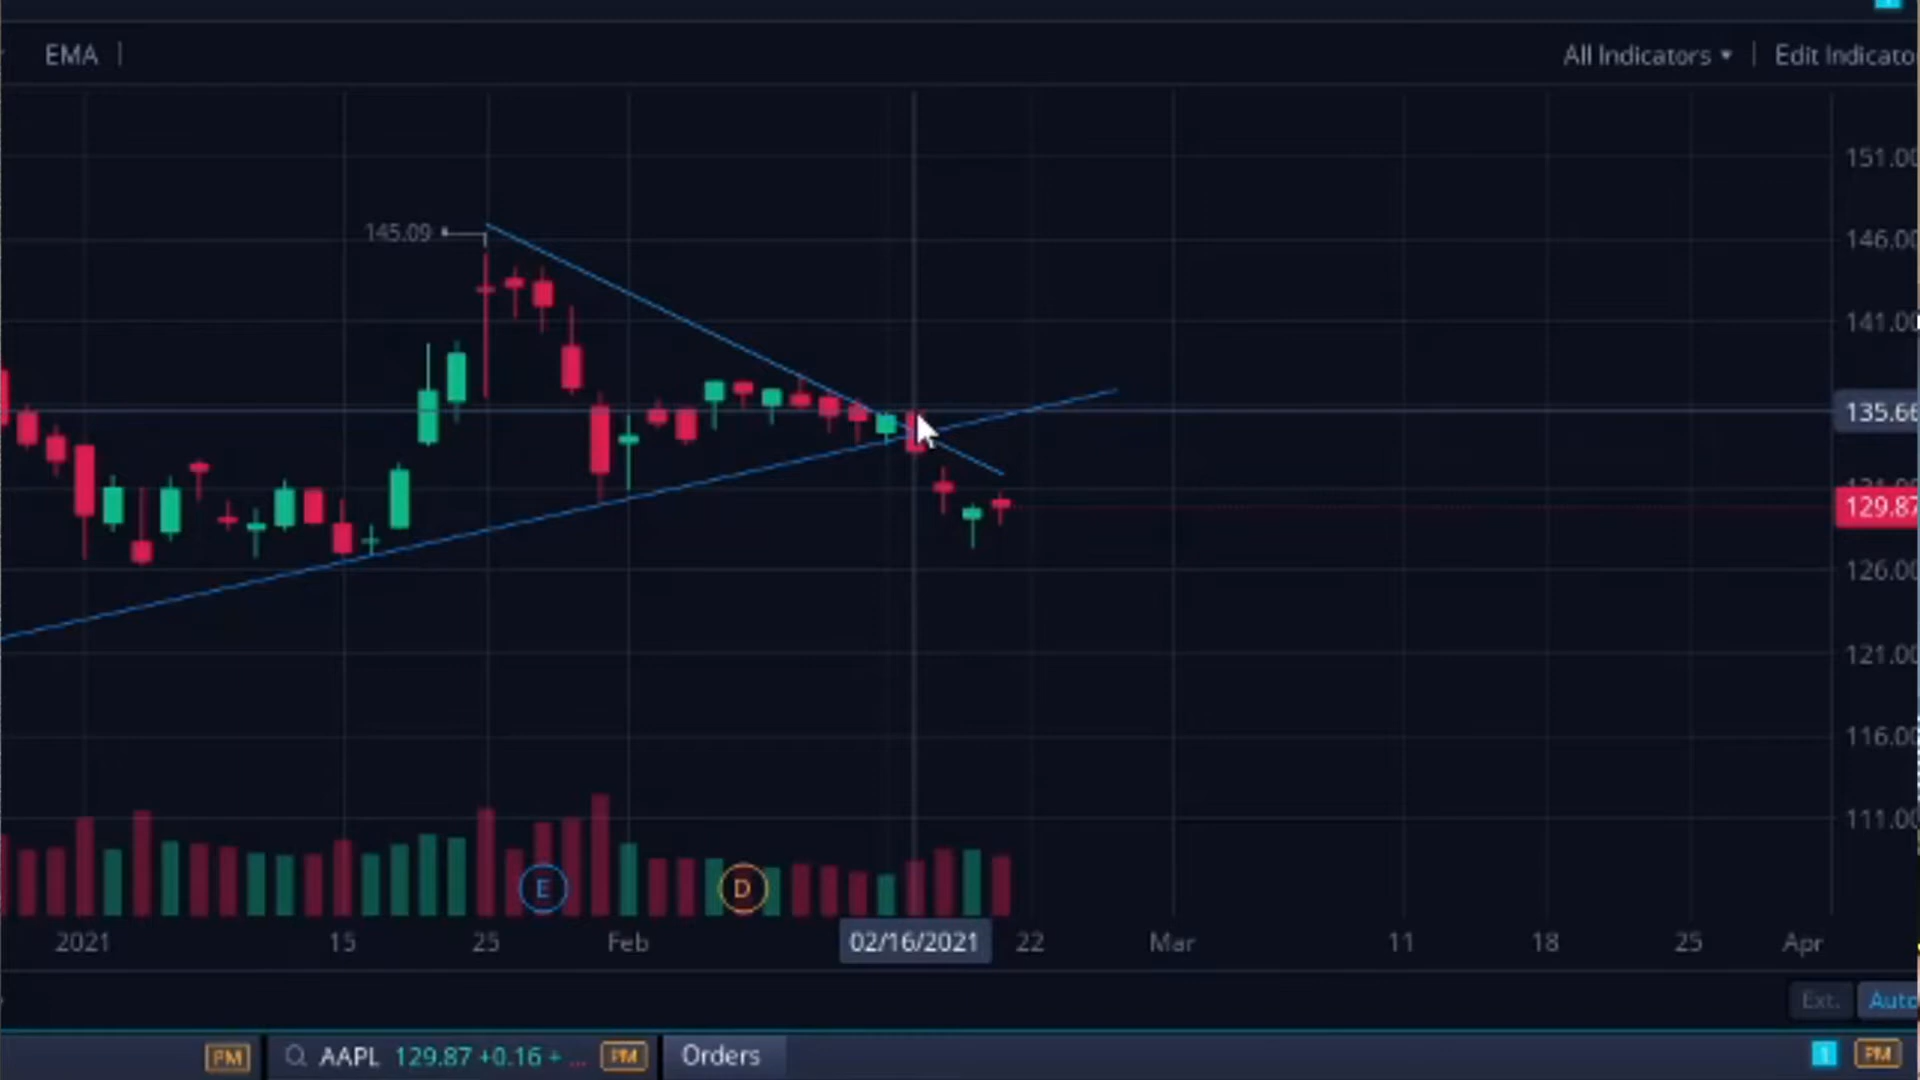 1
EMA
All Indicators
Edit Indicato
151.00
145.09
146.00
141.00
135.66
129.87
126.00
121.00
116.00
111.00
E
D
2021 15 25 Feb 02/16/2021 22 Mar 11 18 25 Apr
Ext. Auto
PM AAPL 129.87 +0.16 + ... PM Orders 1 PM